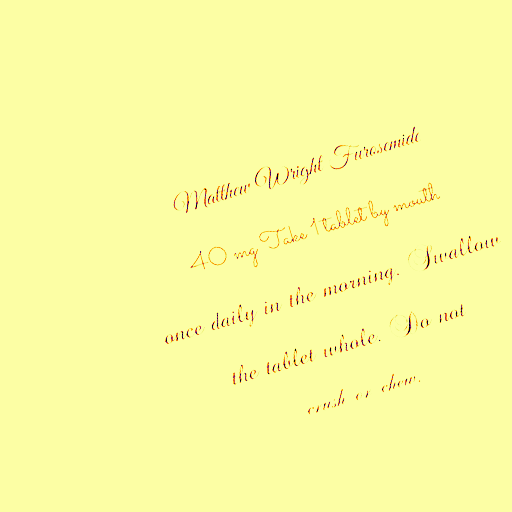 Matthew Wright Furosemide
40 mg Take 1 tablet by mouth
once daily in the morning. Swallow
the tablet whole. Do not
crush or chew.